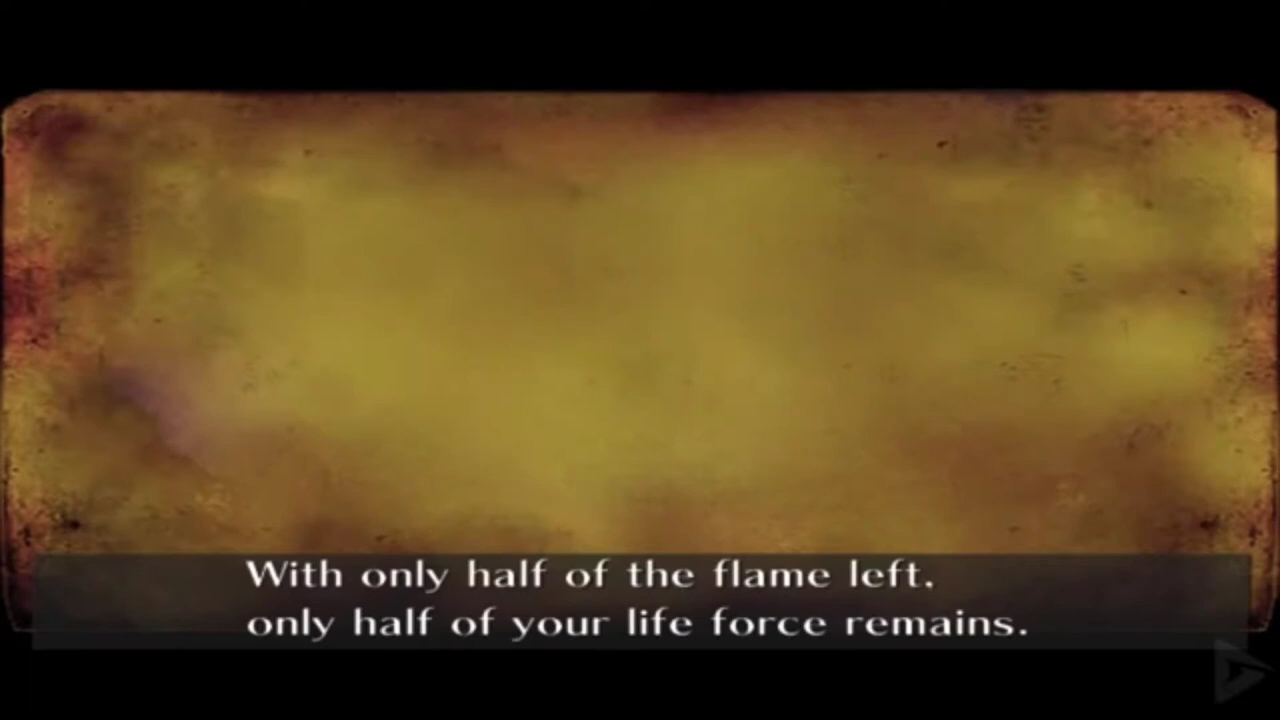 With only half of the flame left,
only half of your life force remains.